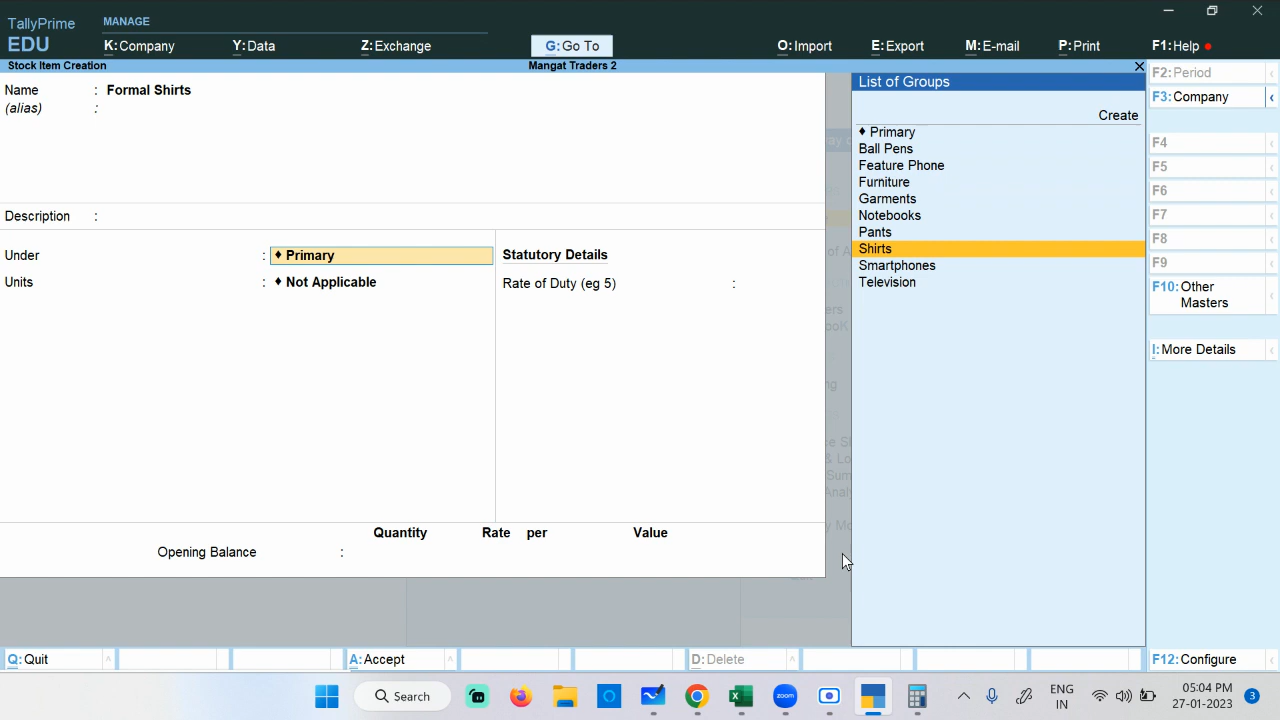 TallyPrime
EDU
MANAGE
K:Company
Y:Data
Z:Exchange
G:Go To
O:Import
E:Export
M:E-mail
P:Print
F1:Help
Stock Item Creation
Mangat Traders 2
Name : Formal Shirts
(alias) :
Description :
Under : ♦ Primary
Units : ♦ Not Applicable
Statutory Details
Rate of Duty (eg 5) :
Quantity Rate per Value
Opening Balance :
List of Groups
Create
♦ Primary
Ball Pens
Feature Phone
Furniture
Garments
Notebooks
Pants
Shirts
Smartphones
Television
F2:Period
F3:Company
F4
F5
F6
F7
F8
F9
F10:Other
Masters
I:More Details
Q:Quit
A:Accept
D:Delete
F12:Configure
Search
zoom
ENG
IN
05:04 PM
27-01-2023
3